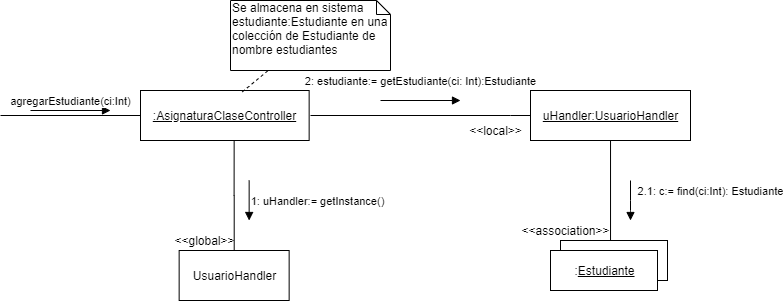 Se almacena en sistema
estudiante:Estudiante en una
colección de Estudiante de
nombre estudiantes
2: estudiante:= getEstudiante(ci: Int):Estudiante
agregarEstudiante(ci:Int)
:AsignaturaClaseController
uHandler:UsuarioHandler
<<local>>
1: uHandler:= getInstance()
2.1: c:= find(ci:Int): Estudiante
<<global>>
<<association>>
UsuarioHandler
:Estudiante